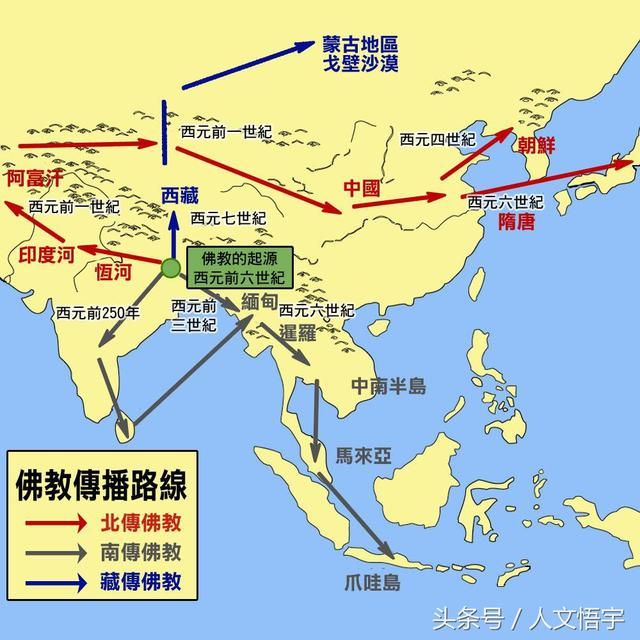 蒙古地區
戈壁沙漠
西元前一世紀
西元四世紀
朝鮮
阿富汗
中國
西元前一世紀
西藏
西元七世紀
西元六世紀
隋唐
印度河
恆河
佛教的起源
西元前六世紀
西元前250年
西元前
三世紀
緬甸
西元六世紀
暹羅
中南半島
馬來亞
爪哇島
佛教傳播路線
北傳佛教
南傳佛教
藏傳佛教
头条号 / 人文悟宇